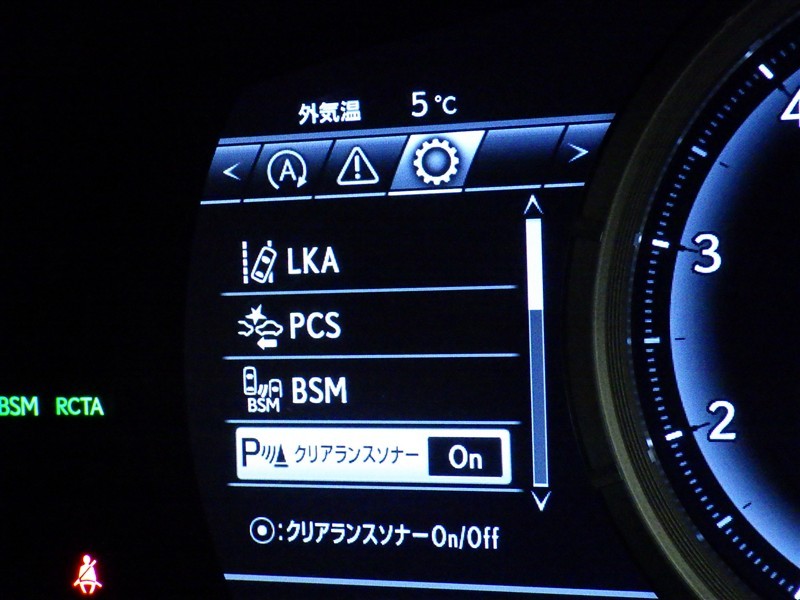 外気温 5℃
A !
LKA
PCS
BSM
BSM
P クリアランスソナー On
:クリアランスソナーOn/Off
BSM RCTA
4
3
2